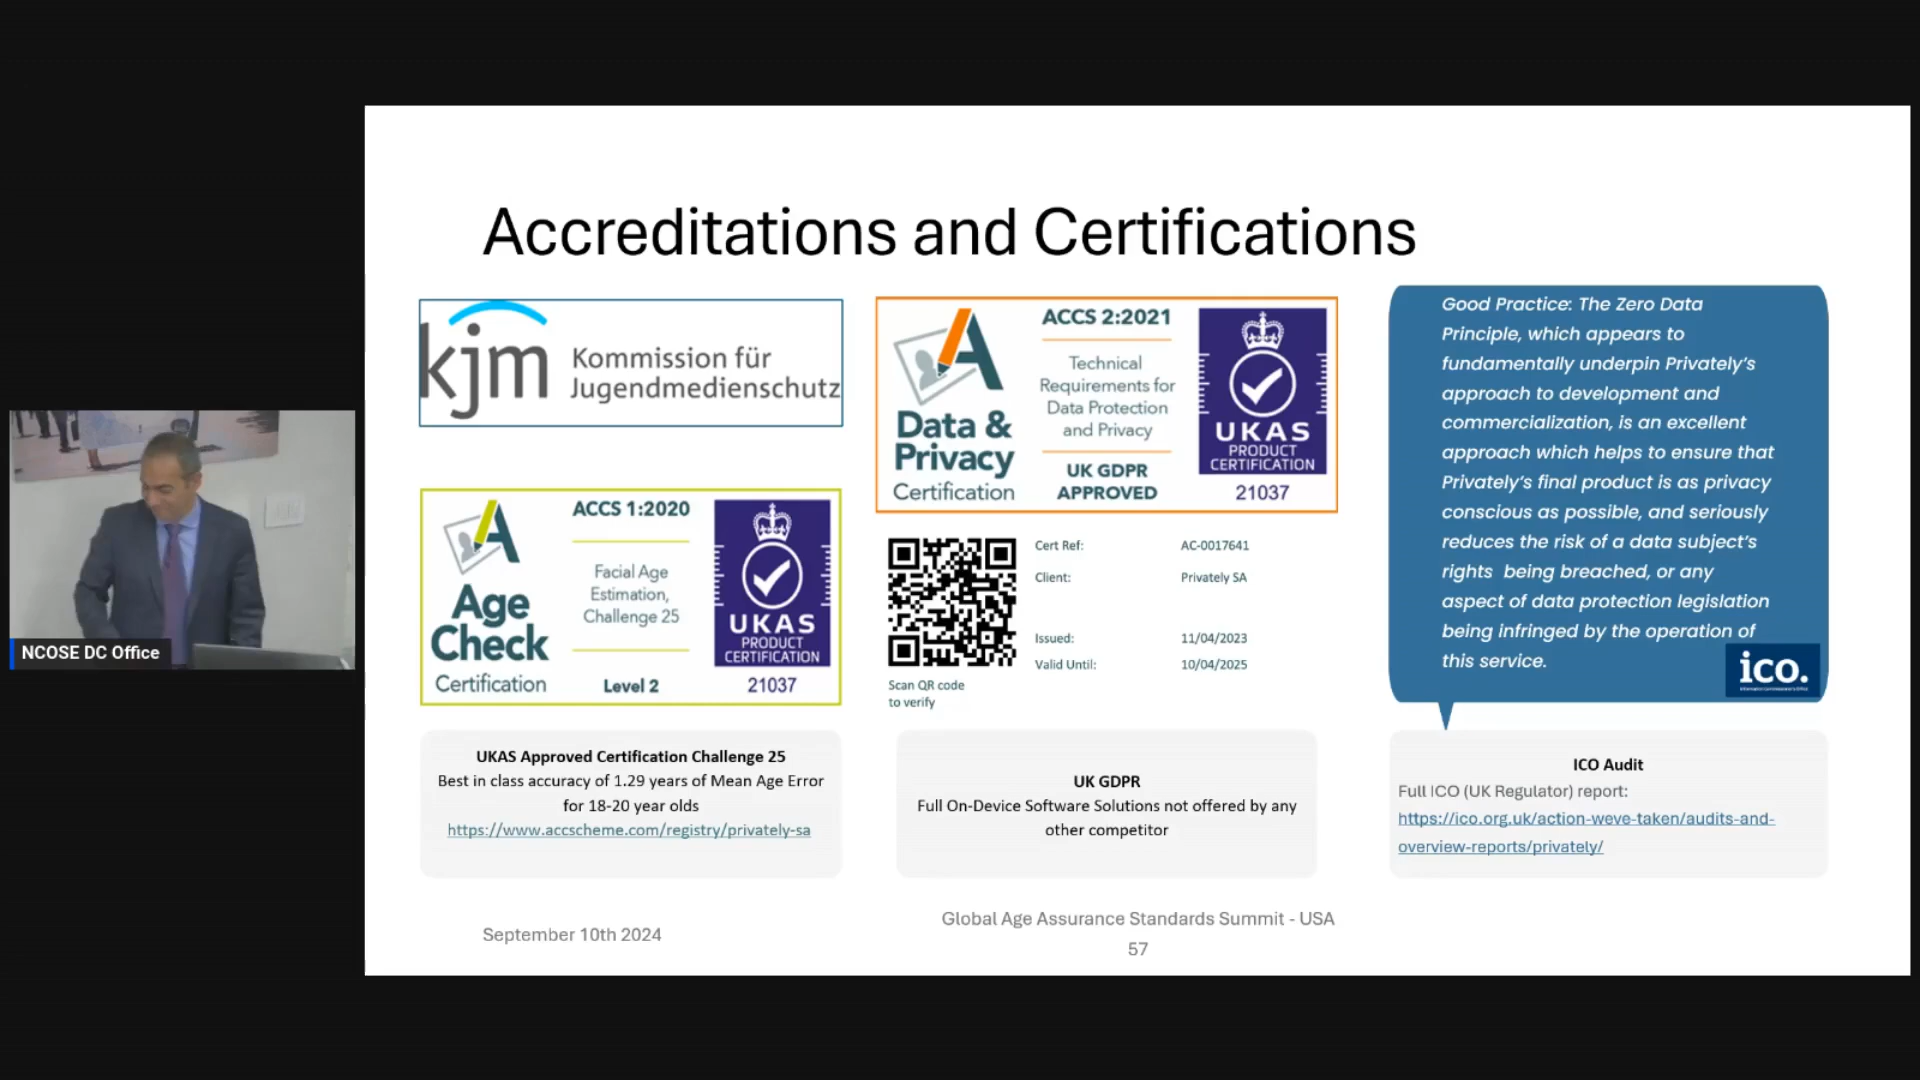 Accreditations and Certifications
kjm
Kommission für
Jugendmedienschutz
ACCS 1:2020
Facial Age
Estimation,
Challenge 25
Level 2
Age
Check
Certification
UKAS
PRODUCT
CERTIFICATION
21037
UKAS Approved Certification Challenge 25
Best in class accuracy of 1.29 years of Mean Age Error
for 18-20 year olds
https://www.accscheme.com/registry/privately-sa
ACCS 2:2021
Technical
Requirements for
Data Protection
and Privacy
UK GDPR
APPROVED
Data &
Privacy
Certification
UKAS
PRODUCT
CERTIFICATION
21037
Cert Ref: AC-0017641
Client: Privately SA
Issued: 11/04/2023
Valid Until: 10/04/2025
Scan QR code
to verify
UK GDPR
Full On-Device Software Solutions not offered by any
other competitor
Good Practice: The Zero Data
Principle, which appears to
fundamentally underpin Privately's
approach to development and
commercialization, is an excellent
approach which helps to ensure that
Privately's final product is as privacy
conscious as possible, and seriously
reduces the risk of a data subject's
rights being breached, or any
aspect of data protection legislation
being infringed by the operation of
this service.
ico.
ICO Audit
Full ICO (UK Regulator) report:
https://ico.org.uk/action-weve-taken/audits-and-
overview-reports/privately/
September 10th 2024
Global Age Assurance Standards Summit - USA
57
NCOSE DC Office